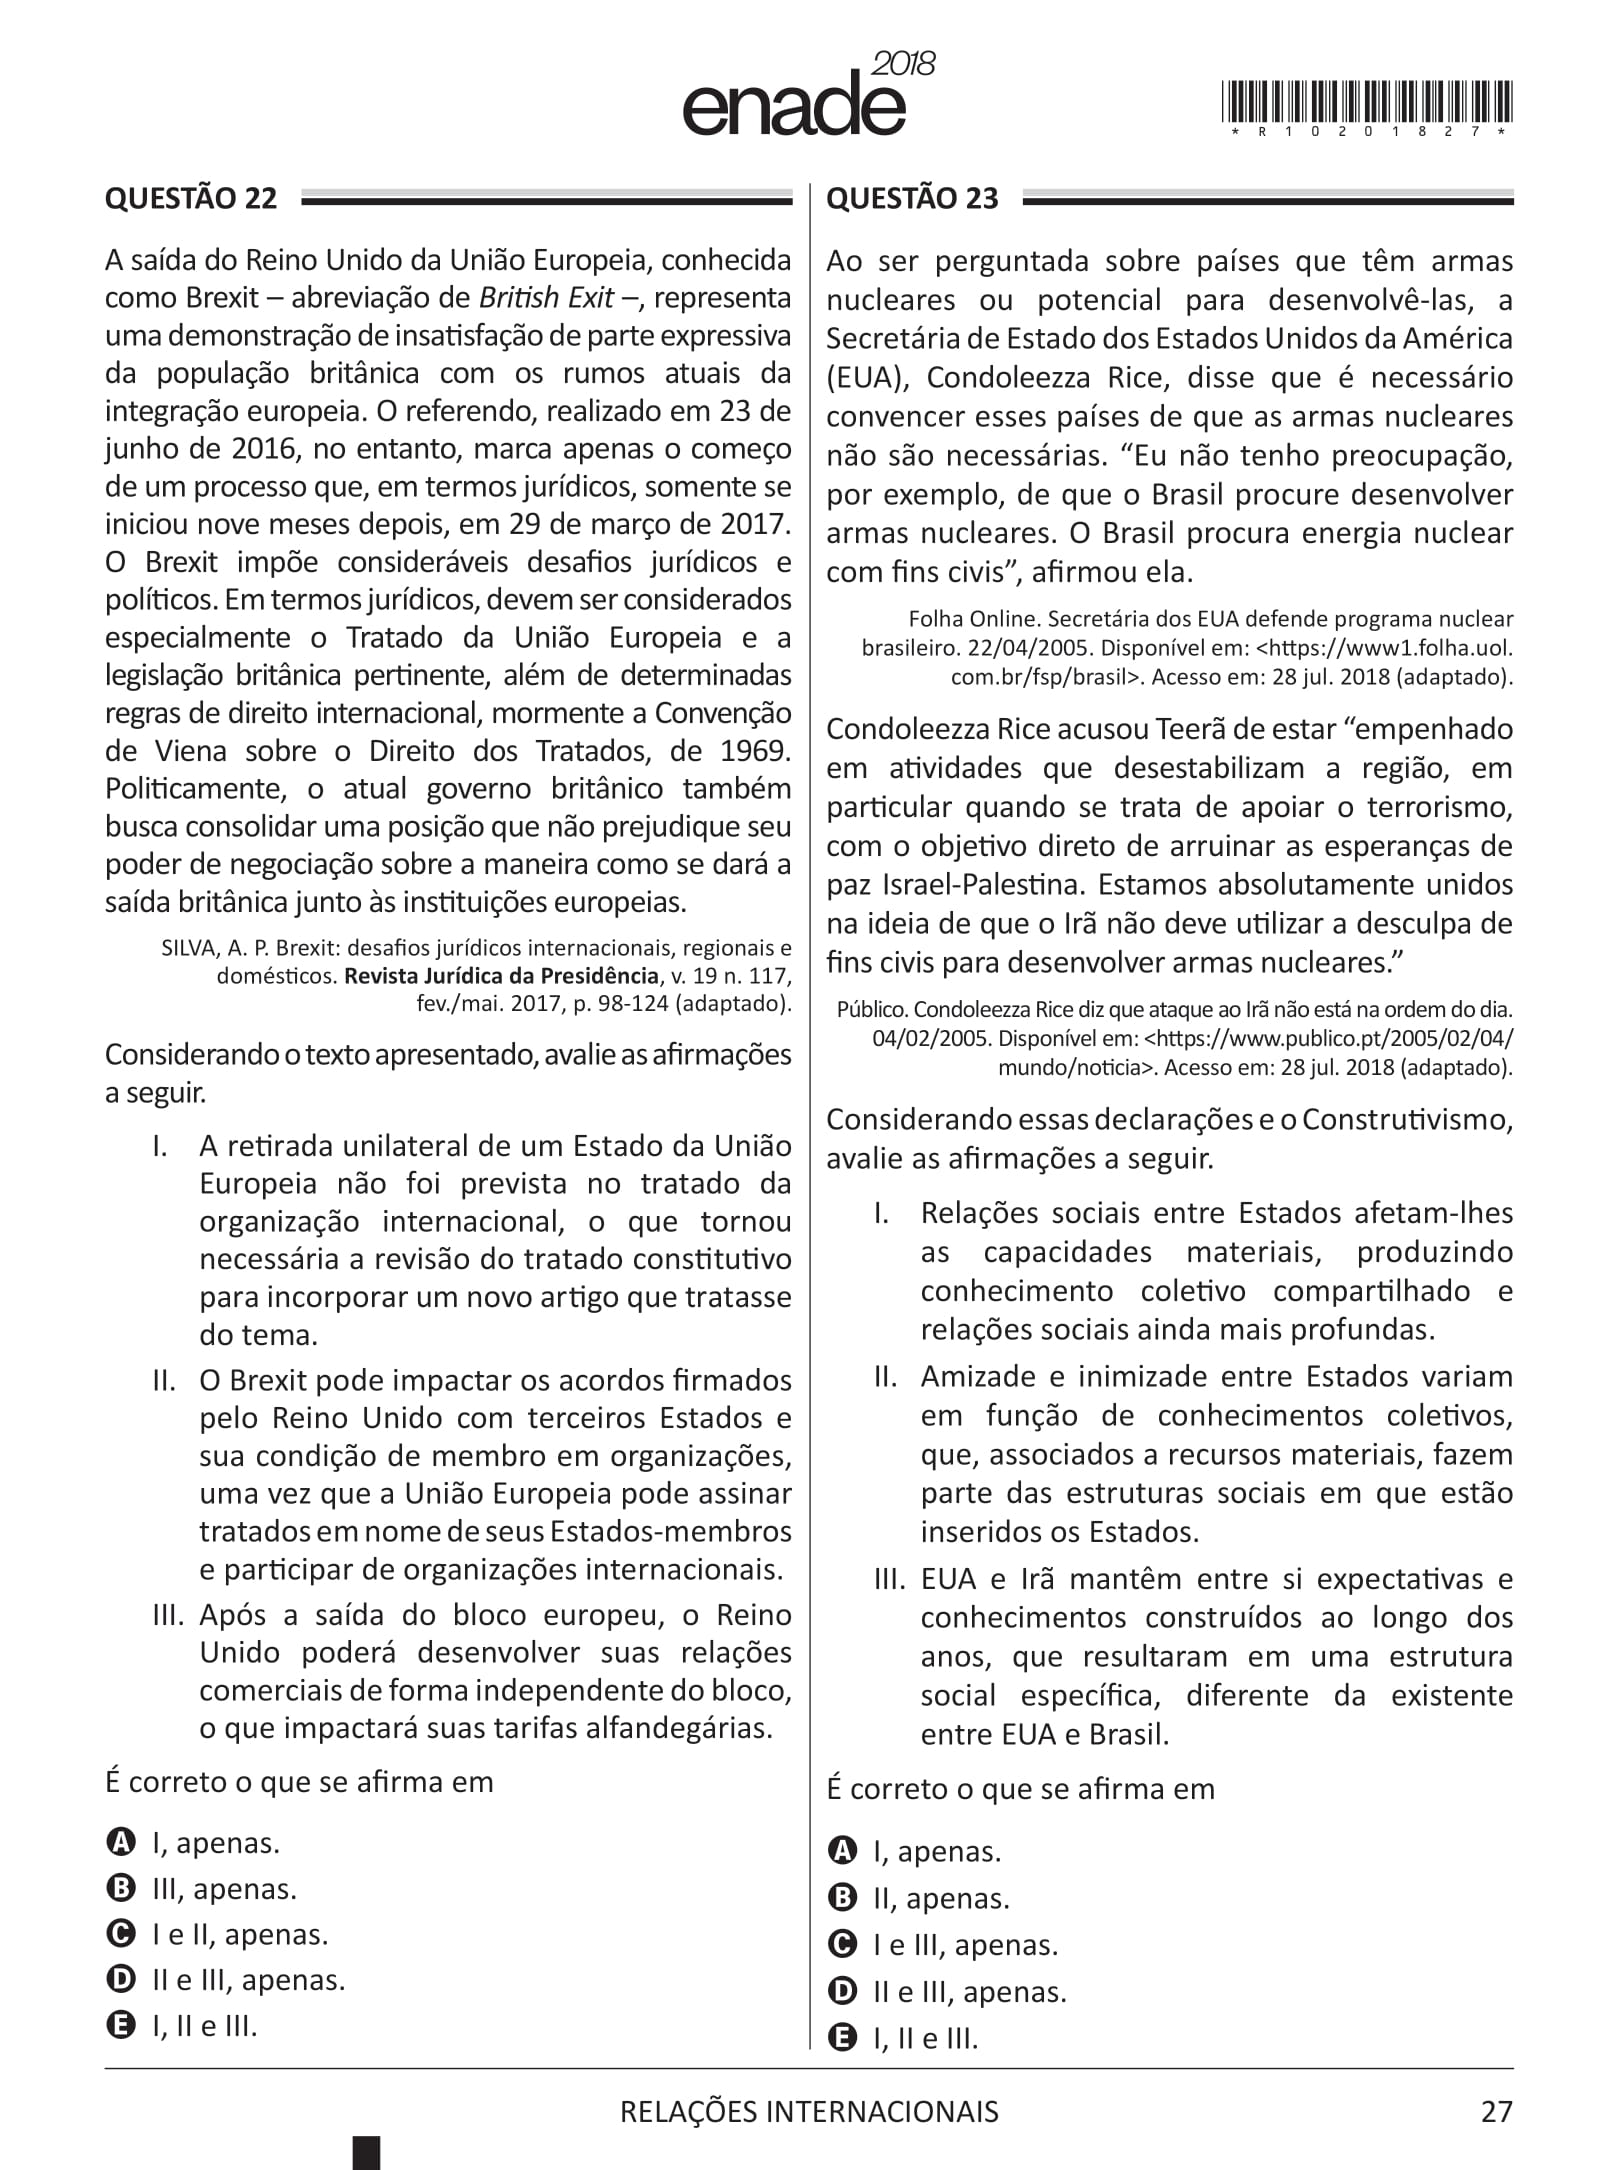 enade 2018
*R10201827*
QUESTÃO 22
A saída do Reino Unido da União Europeia, conhecida
como Brexit – abreviação de British Exit –, representa
uma demonstração de insatisfação de parte expressiva
da população britânica com os rumos atuais da
integração europeia. O referendo, realizado em 23 de
junho de 2016, no entanto, marca apenas o começo
de um processo que, em termos jurídicos, somente se
iniciou nove meses depois, em 29 de março de 2017.
O Brexit impõe consideráveis desafios jurídicos e
políticos. Em termos jurídicos, devem ser considerados
especialmente o Tratado da União Europeia e a
legislação britânica pertinente, além de determinadas
regras de direito internacional, mormente a Convenção
de Viena sobre o Direito dos Tratados, de 1969.
Politicamente, o atual governo britânico também
busca consolidar uma posição que não prejudique seu
poder de negociação sobre a maneira como se dará a
saída britânica junto às instituições europeias.
SILVA, A. P. Brexit: desafios jurídicos internacionais, regionais e
domésticos. Revista Jurídica da Presidência, v. 19 n. 117,
fev./mai. 2017, p. 98-124 (adaptado).
Considerando o texto apresentado, avalie as afirmações
a seguir.
I. A retirada unilateral de um Estado da União
Europeia não foi prevista no tratado da
organização internacional, o que tornou
necessária a revisão do tratado constitutivo
para incorporar um novo artigo que tratasse
do tema.
II. O Brexit pode impactar os acordos firmados
pelo Reino Unido com terceiros Estados e
sua condição de membro em organizações,
uma vez que a União Europeia pode assinar
tratados em nome de seus Estados-membros
e participar de organizações internacionais.
III. Após a saída do bloco europeu, o Reino
Unido poderá desenvolver suas relações
comerciais de forma independente do bloco,
o que impactará suas tarifas alfandegárias.
É correto o que se afirma em
A I, apenas.
B III, apenas.
C I e II, apenas.
D II e III, apenas.
E I, II e III.
QUESTÃO 23
Ao ser perguntada sobre países que têm armas
nucleares ou potencial para desenvolvê-las, a
Secretária de Estado dos Estados Unidos da América
(EUA), Condoleezza Rice, disse que é necessário
convencer esses países de que as armas nucleares
não são necessárias. “Eu não tenho preocupação,
por exemplo, de que o Brasil procure desenvolver
armas nucleares. O Brasil procura energia nuclear
com fins civis”, afirmou ela.
Folha Online. Secretária dos EUA defende programa nuclear
brasileiro. 22/04/2005. Disponível em: <https://www1.folha.uol.
com.br/fsp/brasil>. Acesso em: 28 jul. 2018 (adaptado).
Condoleezza Rice acusou Teerã de estar “empenhado
em atividades que desestabilizam a região, em
particular quando se trata de apoiar o terrorismo,
com o objetivo direto de arruinar as esperanças de
paz Israel-Palestina. Estamos absolutamente unidos
na ideia de que o Irã não deve utilizar a desculpa de
fins civis para desenvolver armas nucleares.”
Público. Condoleezza Rice diz que ataque ao Irã não está na ordem do dia.
04/02/2005. Disponível em: <https://www.publico.pt/2005/02/04/
mundo/noticia>. Acesso em: 28 jul. 2018 (adaptado).
Considerando essas declarações e o Construtivismo,
avalie as afirmações a seguir.
I. Relações sociais entre Estados afetam-lhes
as capacidades materiais, produzindo
conhecimento coletivo compartilhado e
relações sociais ainda mais profundas.
II. Amizade e inimizade entre Estados variam
em função de conhecimentos coletivos,
que, associados a recursos materiais, fazem
parte das estruturas sociais em que estão
inseridos os Estados.
III. EUA e Irã mantêm entre si expectativas e
conhecimentos construídos ao longo dos
anos, que resultaram em uma estrutura
social específica, diferente da existente
entre EUA e Brasil.
É correto o que se afirma em
A I, apenas.
B II, apenas.
C I e III, apenas.
D II e III, apenas.
E I, II e III.
RELAÇÕES INTERNACIONAIS
27